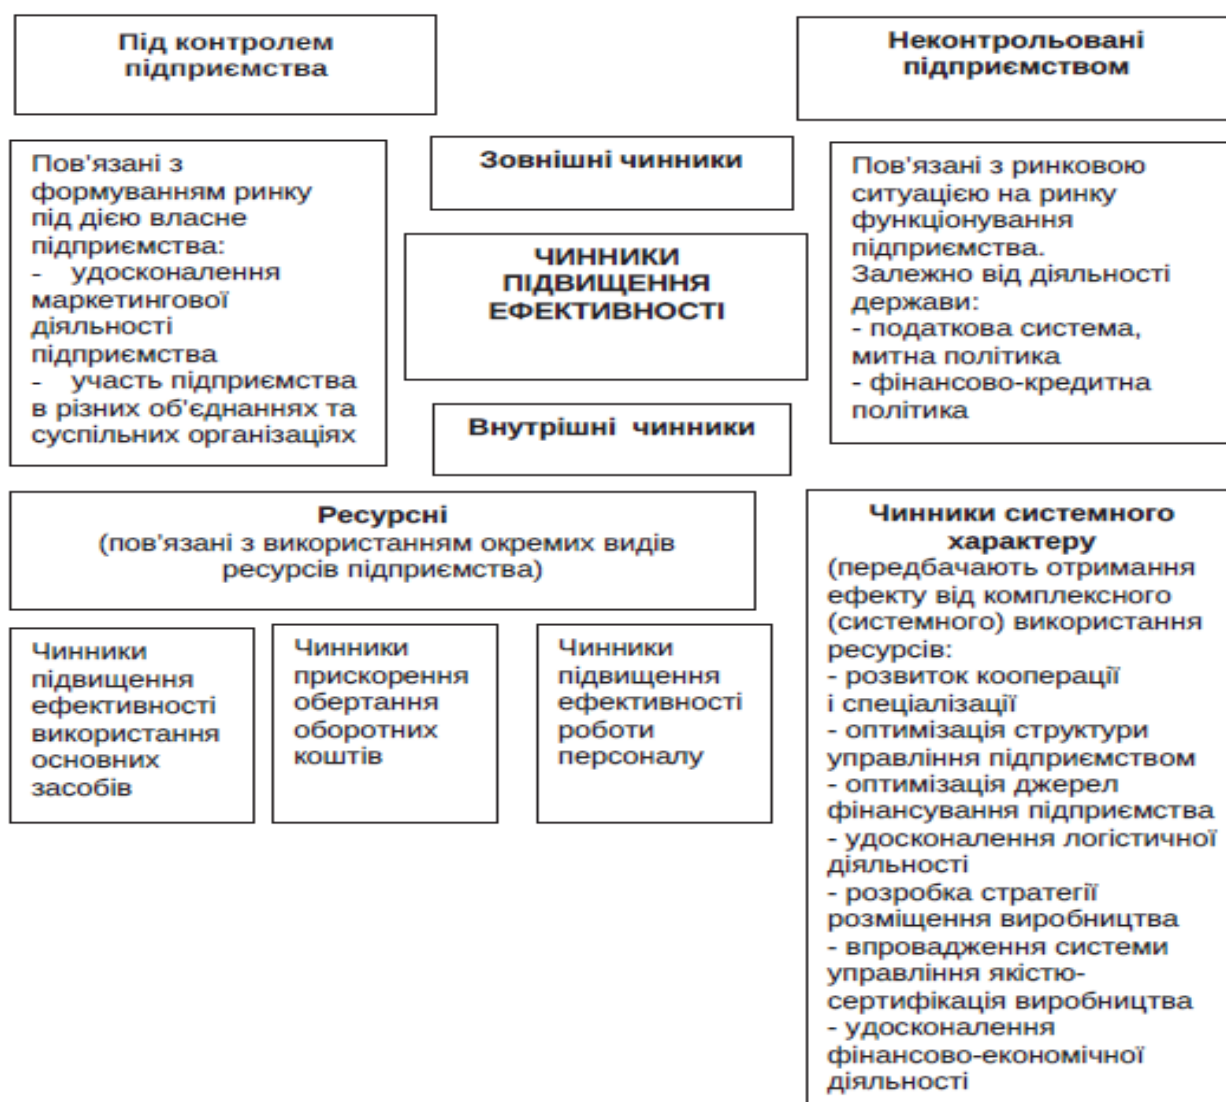 Під контролем
підприємства
Неконтрольовані
підприємством
Пов'язані з
формуванням ринку
під дією власне
підприємства:
- удосконалення
маркетингової
діяльності
підприємства
- участь підприємства
в різних об'єднаннях та
суспільних організаціях
Зовнішні чинники
ЧИННИКИ
ПІДВИЩЕННЯ
ЕФЕКТИВНОСТІ
Внутрішні чинники
Пов'язані з ринковою
ситуацією на ринку
функціонування
підприємства.
Залежно від діяльності
держави:
- податкова система,
митна політика
- фінансово-кредитна
політика
Ресурсні
(пов'язані з використанням окремих видів
ресурсів підприємства)
Чинники
підвищення
ефективності
використання
основних
засобів
Чинники
прискорення
обертання
оборотних
коштів
Чинники
підвищення
ефективності
роботи
персоналу
Чинники системного
характеру
(передбачають отримання
ефекту від комплексного
(системного) використання
ресурсів:
- розвиток кооперації
і спеціалізації
- оптимізація структури
управління підприємством
- оптимізація джерел
фінансування підприємства
- удосконалення логістичної
діяльності
- розробка стратегії
розміщення виробництва
- впровадження системи
управління якістю-
сертифікація виробництва
- удосконалення
фінансово-економічної
діяльності